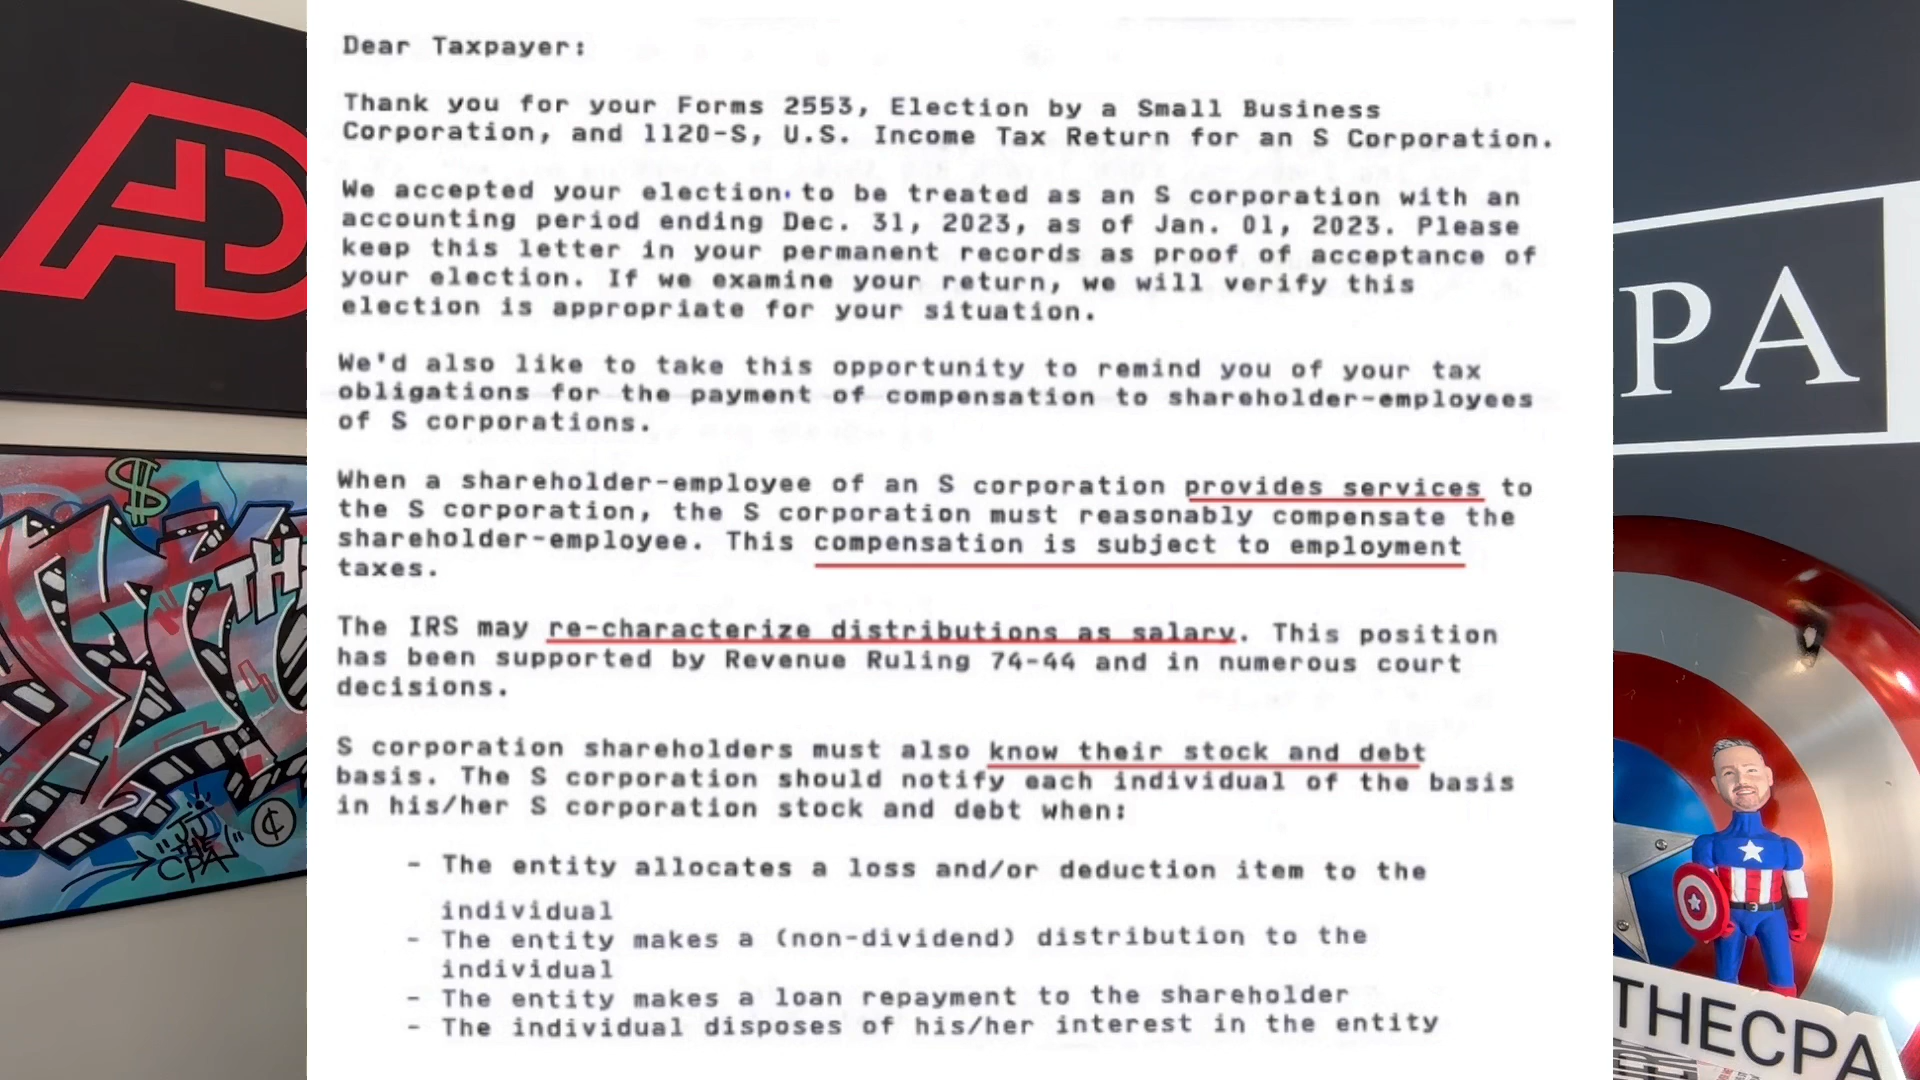 Dear Taxpayer:
Thank you for your Forms 2553, Election by a Small Business
Corporation, and 1120-S, U.S. Income Tax Return for an S Corporation.
We accepted your election to be treated as an S corporation with an
accounting period ending Dec. 31, 2023, as of Jan. 01, 2023. Please
keep this letter in your permanent records as proof of acceptance of
your election. If we examine your return, we will verify this
election is appropriate for your situation.
We'd also like to take this opportunity to remind you of your tax
obligations for the payment of compensation to shareholder-employees
of S corporations.
When a shareholder-employee of an S corporation provides services to
the S corporation, the S corporation must reasonably compensate the
shareholder-employee. This compensation is subject to employment
taxes.
The IRS may re-characterize distributions as salary. This position
has been supported by Revenue Ruling 74-44 and in numerous court
decisions.
S corporation shareholders must also know their stock and debt
basis. The S corporation should notify each individual of the basis
in his/her S corporation stock and debt when:
- The entity allocates a loss and/or deduction item to the
individual
- The entity makes a (non-dividend) distribution to the
individual
- The entity makes a loan repayment to the shareholder
- The individual disposes of his/her interest in the entity
AD
$
TH
"JJ
THE
CPA"
¢
PA
THECPA